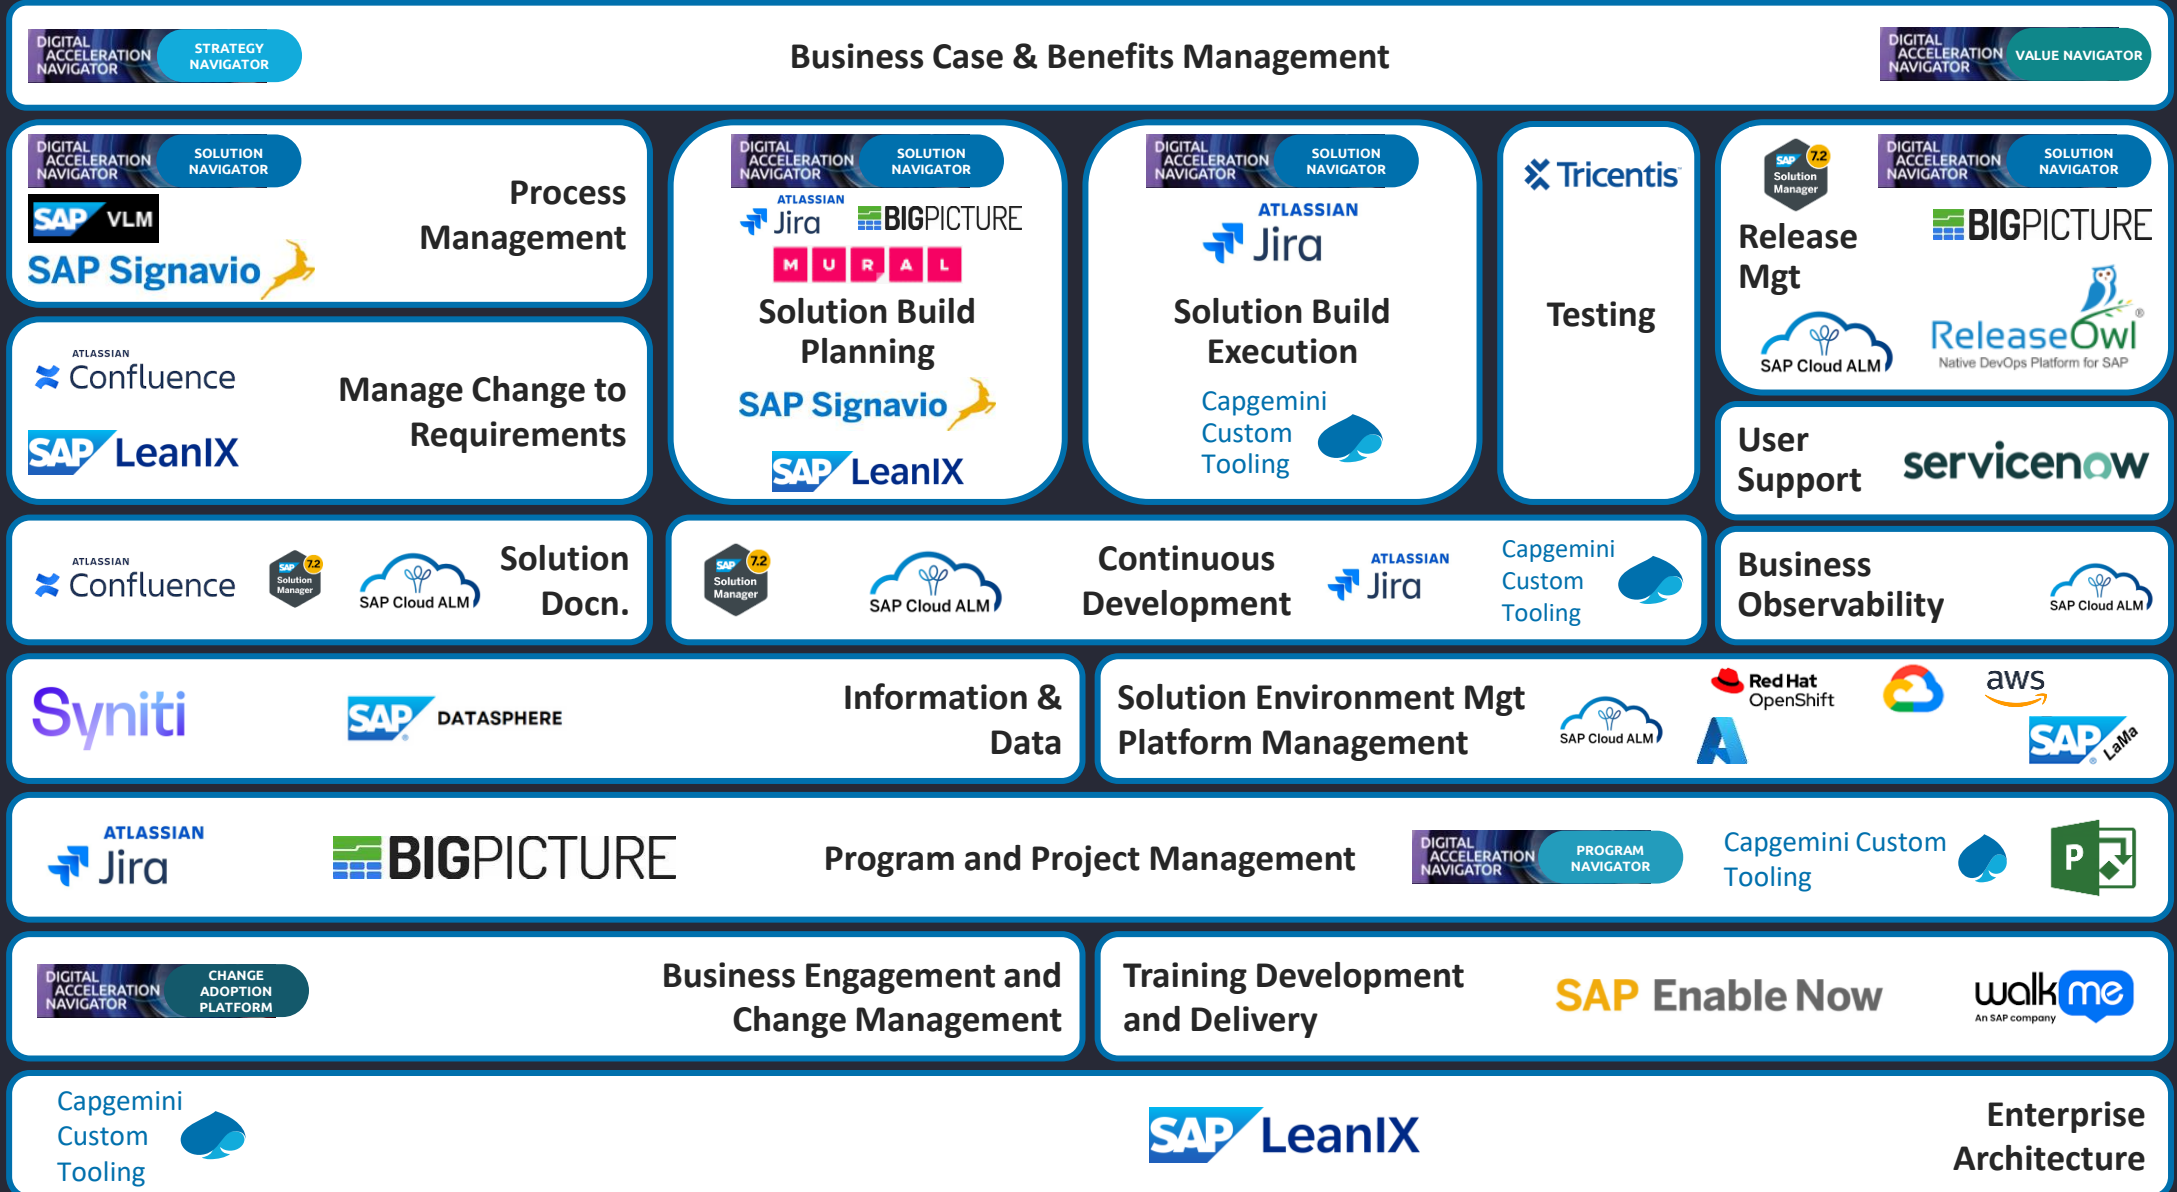 DIGITAL
ACCELERATION
NAVIGATOR
STRATEGY
NAVIGATOR
Business Case & Benefits Management
DIGITAL
ACCELERATION
NAVIGATOR
VALUE NAVIGATOR
DIGITAL
ACCELERATION
NAVIGATOR
SOLUTION
NAVIGATOR
SAP VLM
SAP Signavio
Process
Management
DIGITAL
ACCELERATION
NAVIGATOR
SOLUTION
NAVIGATOR
ATLASSIAN
Jira
BIGPICTURE
MURAL
Solution Build
Planning
SAP Signavio
SAP LeanIX
DIGITAL
ACCELERATION
NAVIGATOR
SOLUTION
NAVIGATOR
ATLASSIAN
Jira
Solution Build
Execution
Capgemini
Custom
Tooling
Tricentis
Testing
SAP 7.2
Solution
Manager
DIGITAL
ACCELERATION
NAVIGATOR
SOLUTION
NAVIGATOR
Release
Mgt
BIGPICTURE
SAP Cloud ALM
ReleaseOwl®
Native DevOps Platform for SAP
ATLASSIAN
Confluence
SAP LeanIX
Manage Change to
Requirements
User
Support
servicenow
ATLASSIAN
Confluence
SAP 7.2
Solution
Manager
SAP Cloud ALM
Solution
Docn.
SAP 7.2
Solution
Manager
SAP Cloud ALM
Continuous
Development
ATLASSIAN
Jira
Capgemini
Custom
Tooling
Business
Observability
SAP Cloud ALM
Syniti
SAP® DATASPHERE
Information &
Data
Solution Environment Mgt
Platform Management
SAP Cloud ALM
Red Hat
OpenShift
aws
SAP® LaMa
ATLASSIAN
Jira
BIGPICTURE
Program and Project Management
DIGITAL
ACCELERATION
NAVIGATOR
PROGRAM
NAVIGATOR
Capgemini Custom
Tooling
P
DIGITAL
ACCELERATION
NAVIGATOR
CHANGE
ADOPTION
PLATFORM
Business Engagement and
Change Management
Training Development
and Delivery
SAP Enable Now
walkme
An SAP company
Capgemini
Custom
Tooling
SAP LeanIX
Enterprise
Architecture